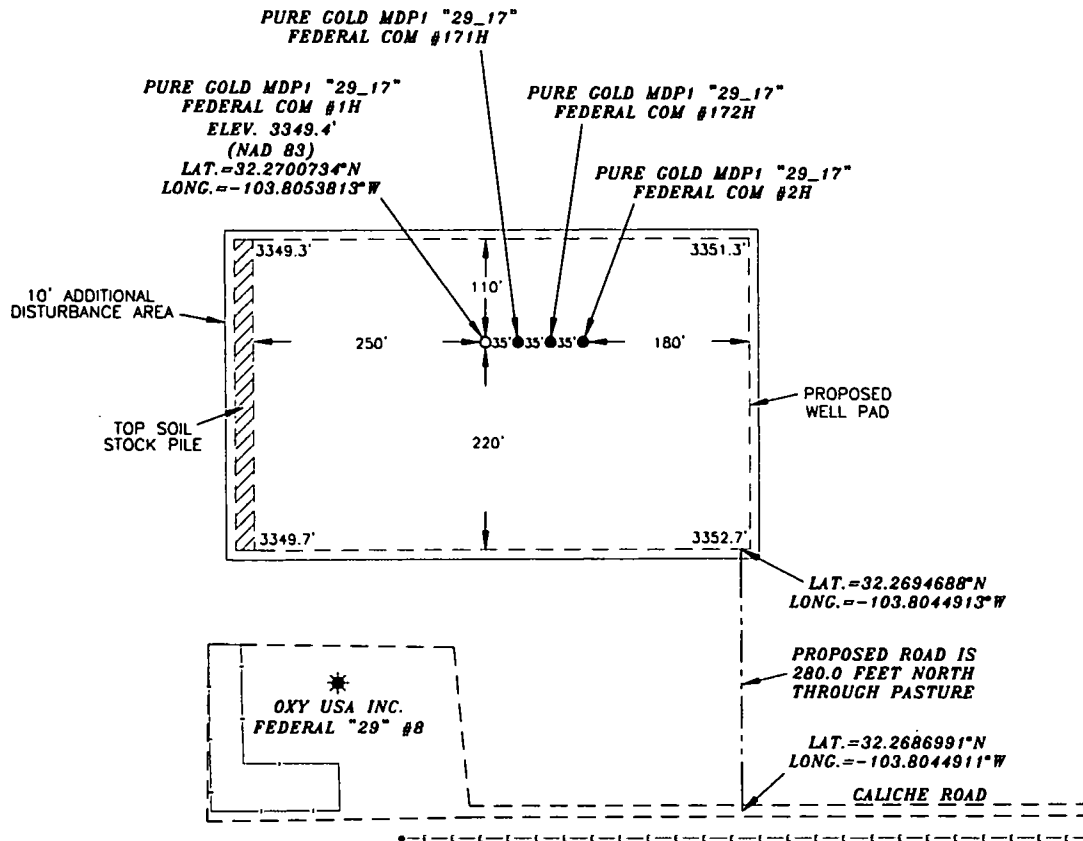 PURE GOLD MDP1 "29_17"
FEDERAL COM #171H
PURE GOLD MDP1 "29_17"
FEDERAL COM #1H
ELEV. 3349.4'
(NAD 83)
LAT.=32.2700734°N
LONG.=-103.8053813°W
PURE GOLD MDP1 "29_17"
FEDERAL COM #172H
PURE GOLD MDP1 "29_17"
FEDERAL COM #2H
3349.3'
3351.3'
110'
10' ADDITIONAL
DISTURBANCE AREA
250'
35'
35'
35'
180'
PROPOSED
WELL PAD
TOP SOIL
STOCK PILE
220'
3349.7'
3352.7'
LAT.=32.2694688°N
LONG.=-103.8044913°W
PROPOSED ROAD IS
280.0 FEET NORTH
THROUGH PASTURE
OXY USA INC.
FEDERAL "29" #8
LAT.=32.2686991°N
LONG.=-103.8044911°W
CALICHE ROAD